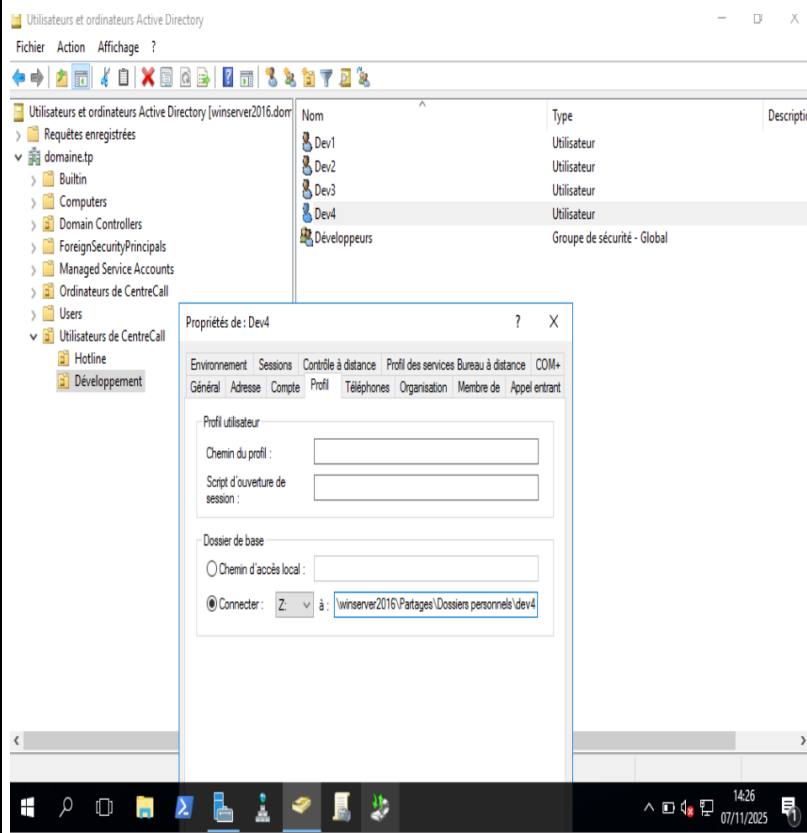 Utilisateurs et ordinateurs Active Directory
Fichier Action Affichage ?
Utilisateurs et ordinateurs Active Directory [winserver2016.dom
Requêtes enregistrées
domaine.tp
Builtin
Computers
Domain Controllers
ForeignSecurityPrincipals
Managed Service Accounts
Ordinateurs de CentreCall
Users
Utilisateurs de CentreCall
Hotline
Développement
Nom Type Descripti
Dev1 Utilisateur
Dev2 Utilisateur
Dev3 Utilisateur
Dev4 Utilisateur
Développeurs Groupe de sécurité - Global
Propriétés de : Dev4 ? X
Environnement Sessions Contrôle à distance Profil des services Bureau à distance COM+
Général Adresse Compte Profil Téléphones Organisation Membre de Appel entrant
Profil utilisateur
Chemin du profil :
Script d'ouverture de
session :
Dossier de base
Chemin d'accès local :
Connecter : Z: à : \winserver2016\Partages\Dossiers personnels\dev4
14:26
07/11/2025
1